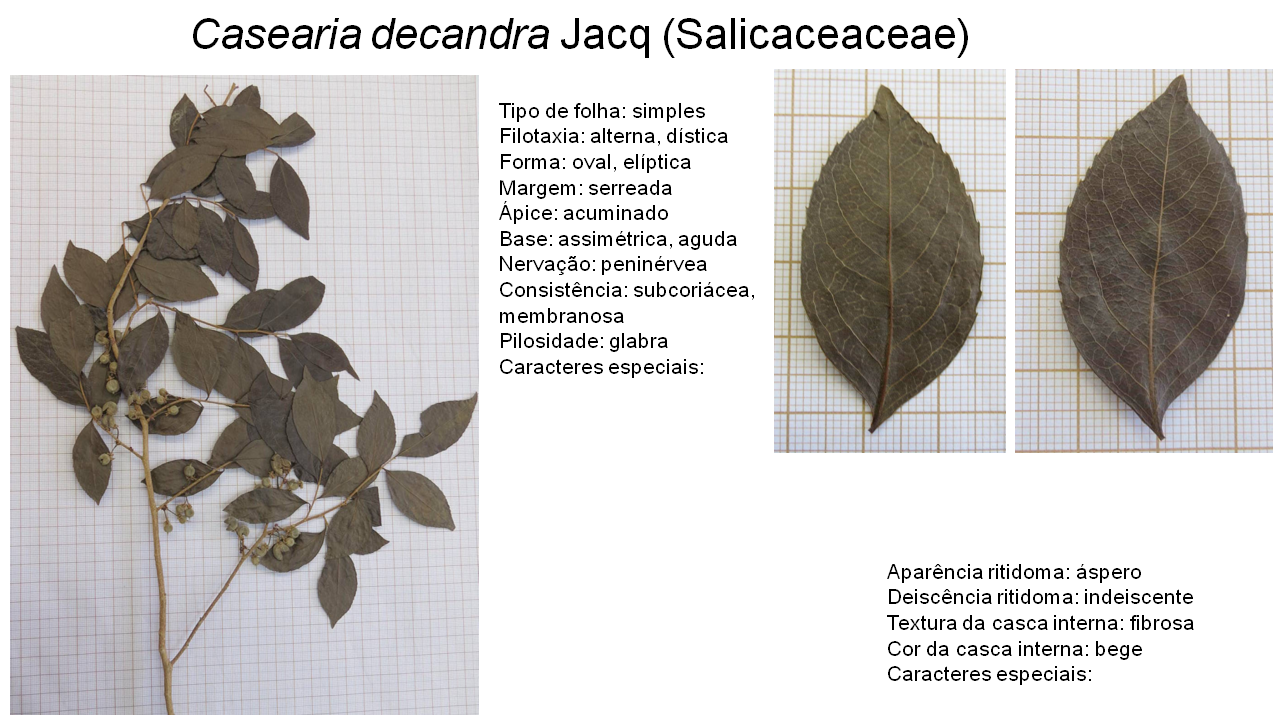 Casearia decandra Jacq (Salicaceaceae)
Tipo de folha: simples
Filotaxia: alterna, dística
Forma: oval, elíptica
Margem: serreada
Ápice: acuminado
Base: assimétrica, aguda
Nervação: peninérvea
Consistência: subcoriácea,
membranosa
Pilosidade: glabra
Caracteres especiais:
Aparência ritidoma: áspero
Deiscência ritidoma: indeiscente
Textura da casca interna: fibrosa
Cor da casca interna: bege
Caracteres especiais: